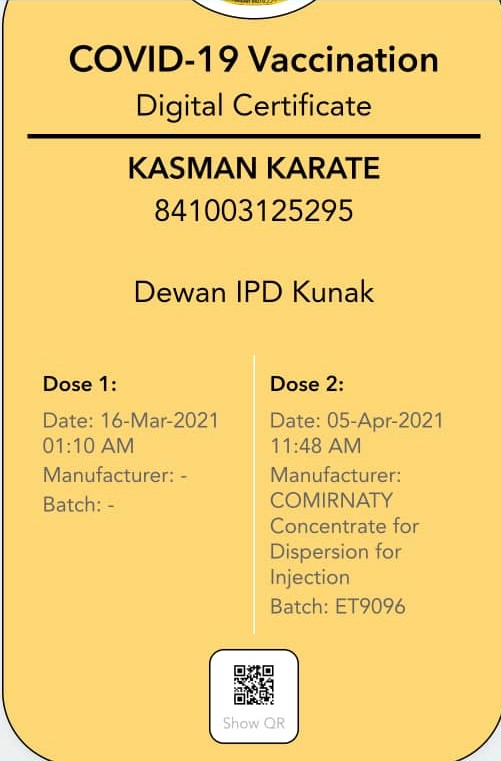 COVID-19 Vaccination
Digital Certificate
KASMAN KARATE
841003125295
Dewan IPD Kunak
Dose 1:
Date: 16-Mar-2021
01:10 AM
Manufacturer: -
Batch: -
Dose 2:
Date: 05-Apr-2021
11:48 AM
Manufacturer:
COMIRNATY
Concentrate for
Dispersion for
Injection
Batch: ET9096
Show QR